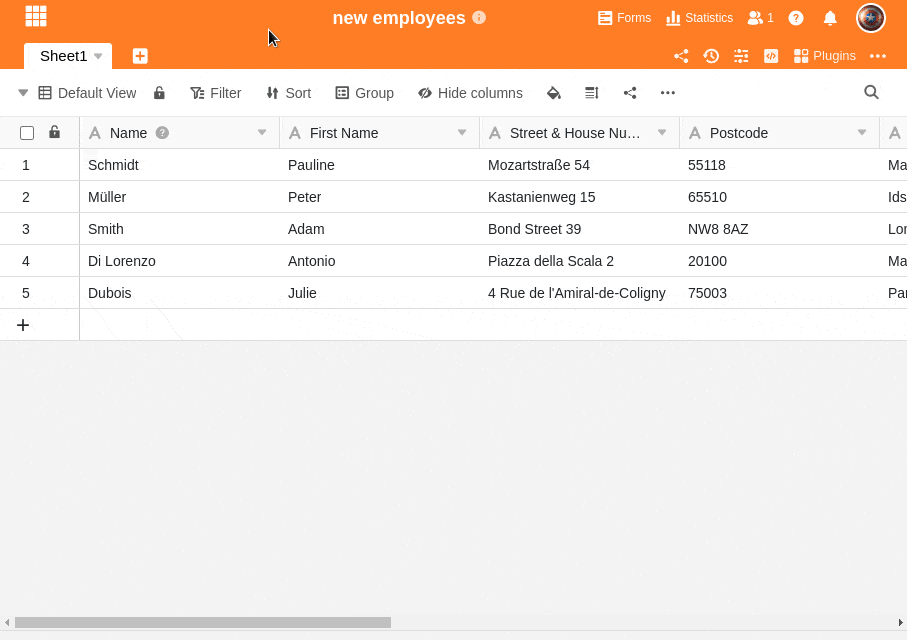 new employees
Forms Statistics 1 ?
Sheet1
Plugins
Default View Filter Sort Group Hide columns
Name ? First Name Street & House Nu… Postcode
1 Schmidt Pauline Mozartstraße 54 55118 Ma
2 Müller Peter Kastanienweg 15 65510 Ids
3 Smith Adam Bond Street 39 NW8 8AZ Lon
4 Di Lorenzo Antonio Piazza della Scala 2 20100 Ma
5 Dubois Julie 4 Rue de l'Amiral-de-Coligny 75003 Par